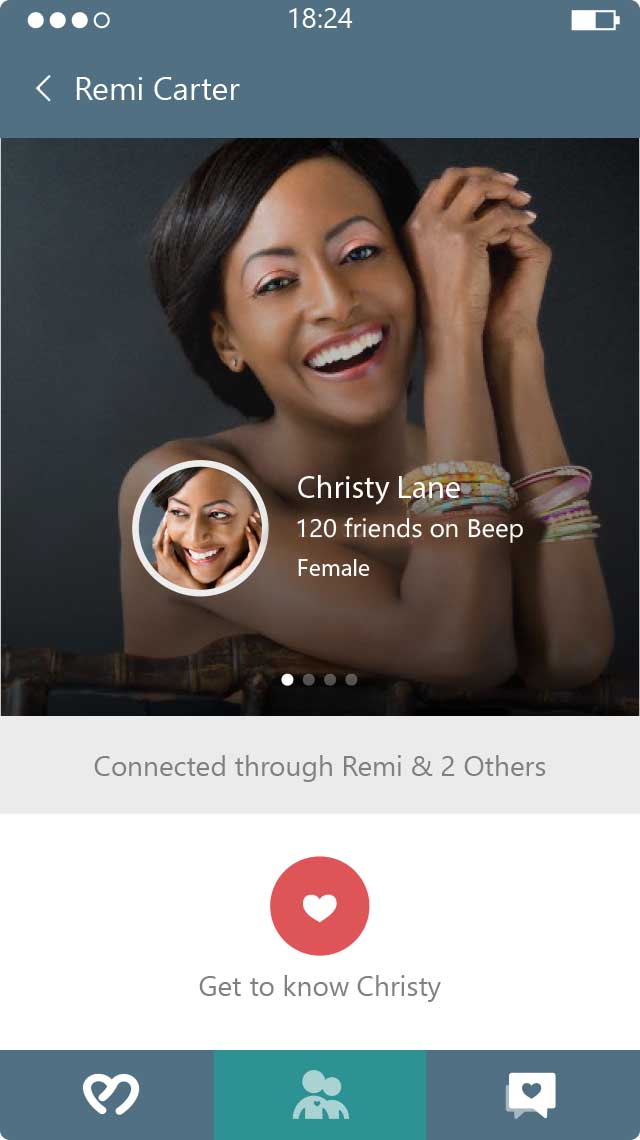 18:24
Remi Carter
Christy Lane
120 friends on Beep
Female
Connected through Remi & 2 Others
Get to know Christy